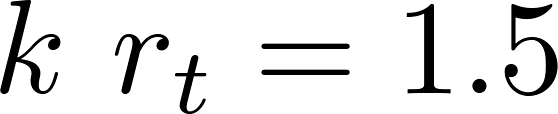 k r_t = 1.5